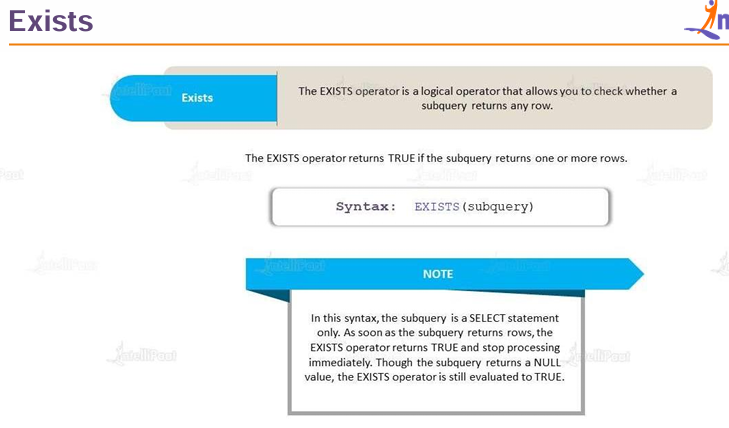 Exists
Exists
The EXISTS operator is a logical operator that allows you to check whether a
subquery returns any row.
The EXISTS operator returns TRUE if the subquery returns one or more rows.
Syntax: EXISTS(subquery)
NOTE
In this syntax, the subquery is a SELECT statement
only. As soon as the subquery returns rows, the
EXISTS operator returns TRUE and stop processing
immediately. Though the subquery returns a NULL
value, the EXISTS operator is still evaluated to TRUE.